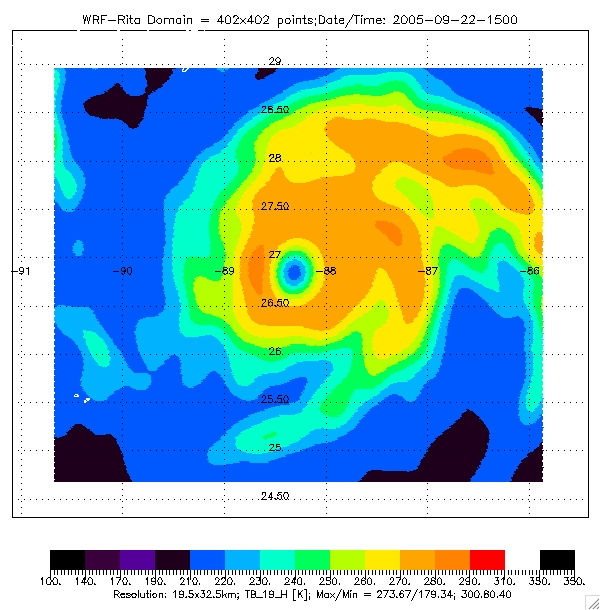 WRF-Rita Domain = 402x402 points;Date/Time: 2005-09-22-1500
29
28.50
28
27.50
27
-91 -90 -89 -88 -87 -86
26.50
26
25.50
25
24.50
100. 140. 170. 190. 210. 220. 230. 240. 250. 260. 270. 280. 290. 310. 350. 350.
Resolution: 19.5x32.5km; TB_19_H [K]; Max/Min = 273.67/179.34; 300.80.40